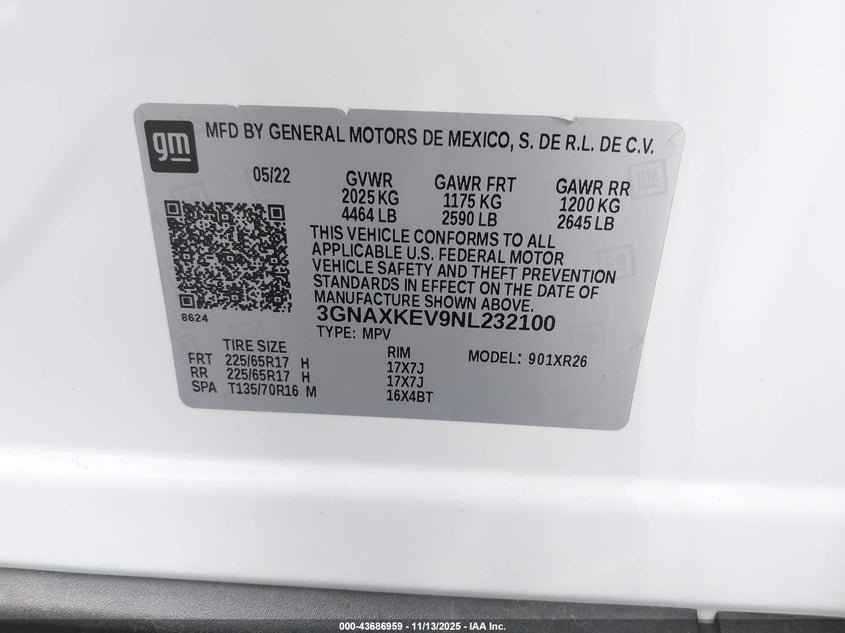 gm
MFD BY GENERAL MOTORS DE MEXICO, S. DE R.L. DE C.V.
05/22 GVWR GAWR FRT GAWR RR
2025 KG 1175 KG 1200 KG
4464 LB 2590 LB 2645 LB
THIS VEHICLE CONFORMS TO ALL
APPLICABLE U.S. FEDERAL MOTOR
VEHICLE SAFETY AND THEFT PREVENTION
STANDARDS IN EFFECT ON THE DATE OF
MANUFACTURE SHOWN ABOVE.
8624
3GNAXKEV9NL232100
TYPE: MPV
TIRE SIZE RIM MODEL: 901XR26
FRT 225/65R17 H 17X7J
RR 225/65R17 H 17X7J
SPA T135/70R16 M 16X4BT
000-43686959 - 11/13/2025 - IAA Inc.